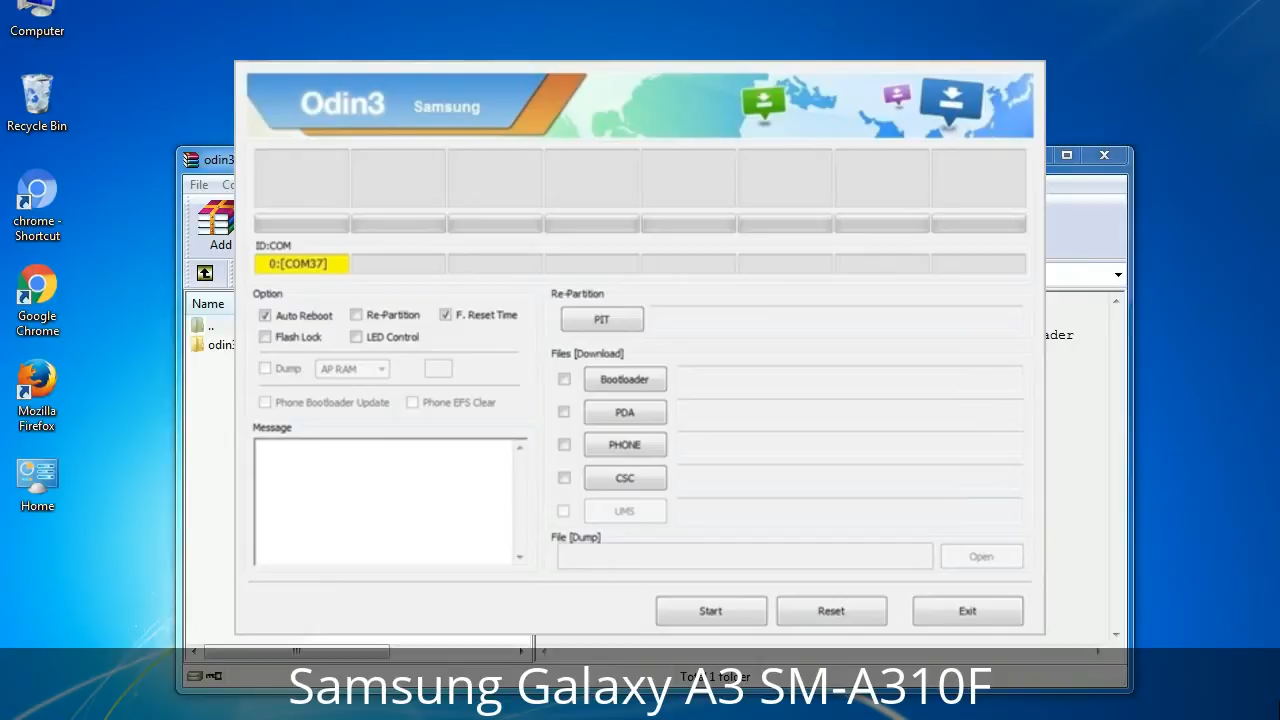 Computer
Recycle Bin
chrome - Shortcut
Google Chrome
Mozilla Firefox
Home
odin3
File
Add
Name
..
odin3
ader
Odin3 Samsung
ID:COM
0:[COM37]
Option
Auto Reboot Re-Partition F. Reset Time
Flash Lock LED Control
Dump AP RAM
Phone Bootloader Update Phone EFS Clear
Message
Re-Partition
PIT
Files [Download]
Bootloader
PDA
PHONE
CSC
UMS
File [Dump]
Open
Start Reset Exit
Total 1 folder
Samsung Galaxy A3 SM-A310F